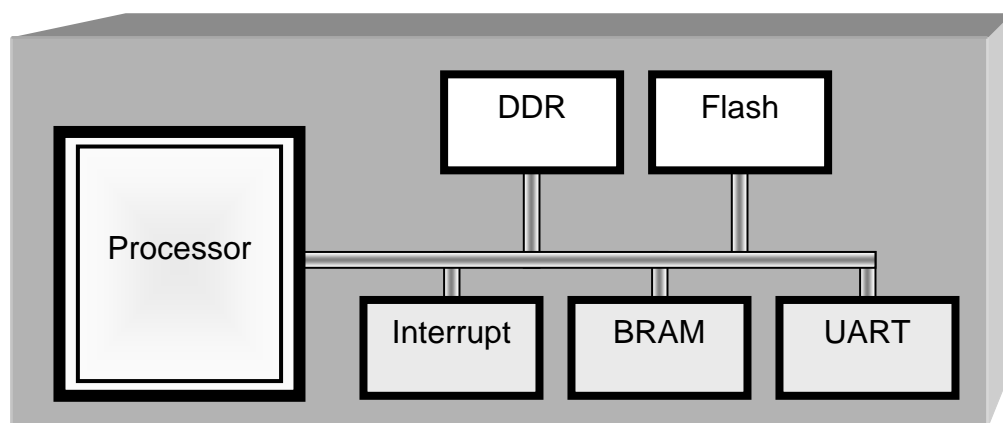 DDR
Flash
Processor
Interrupt
BRAM
UART